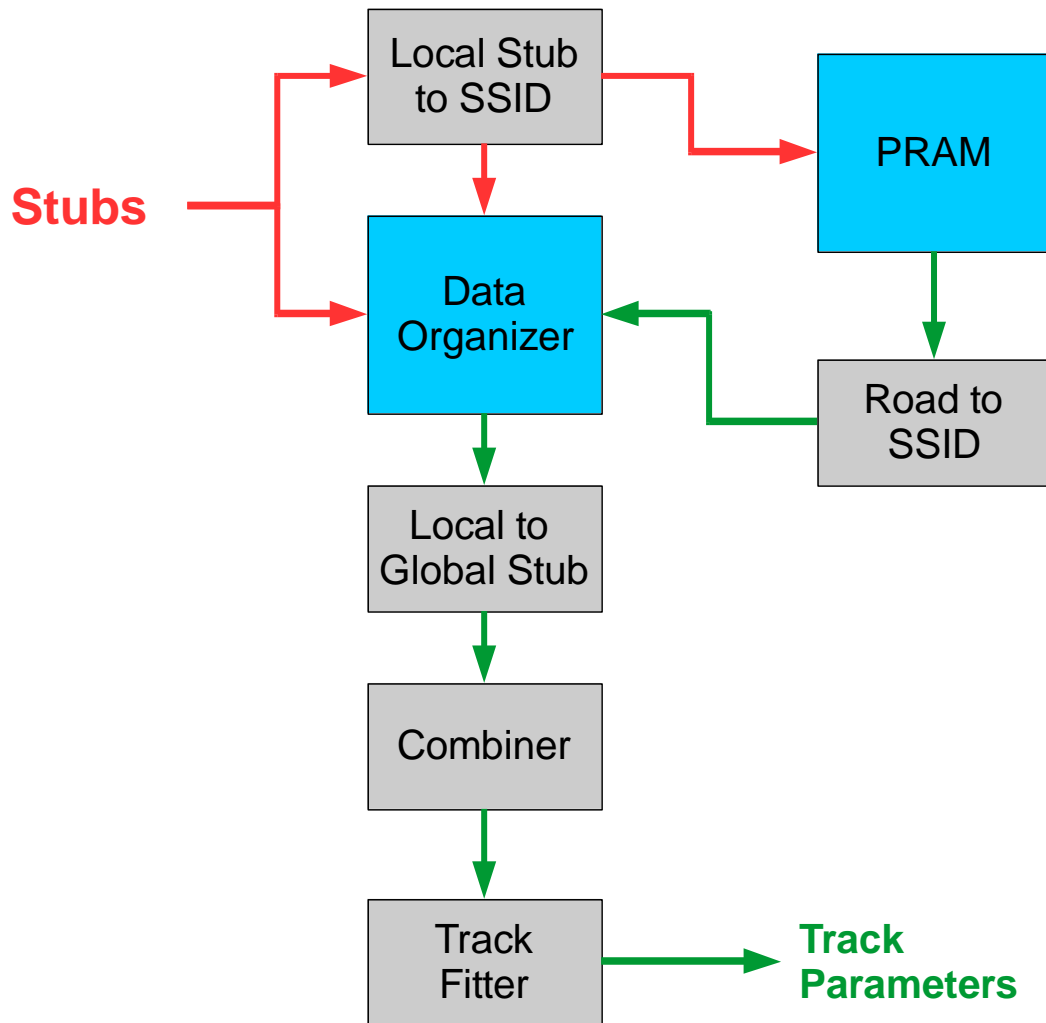 Local Stub
to SSID
PRAM
Stubs
Data
Organizer
Road to
SSID
Local to
Global Stub
Combiner
Track
Fitter
Track
Parameters